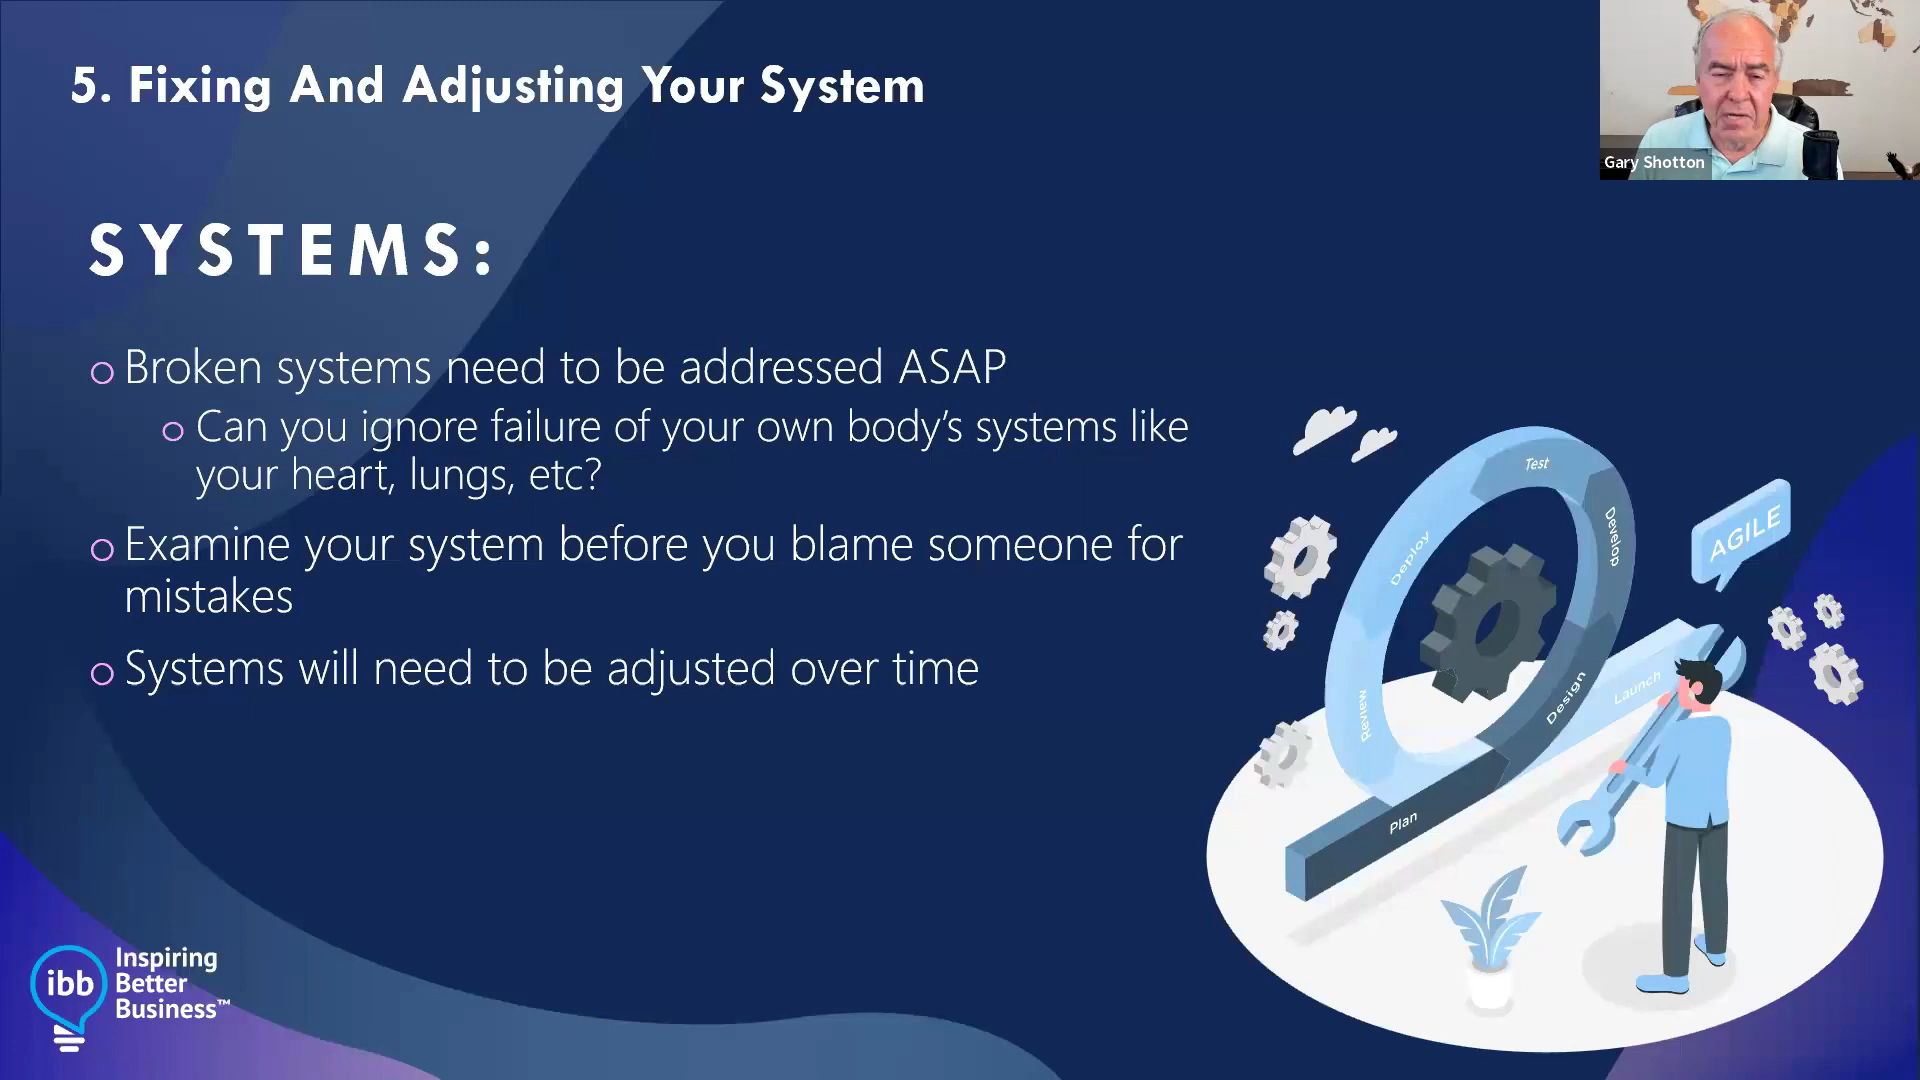 5. Fixing And Adjusting Your System
Gary Shotton
SYSTEMS:
o Broken systems need to be addressed ASAP
o Can you ignore failure of your own body's systems like
your heart, lungs, etc?
o Examine your system before you blame someone for
mistakes
o Systems will need to be adjusted over time
Test
Develop
Deploy
AGILE
Review
Design
Launch
Plan
ibb
Inspiring
Better
Business™